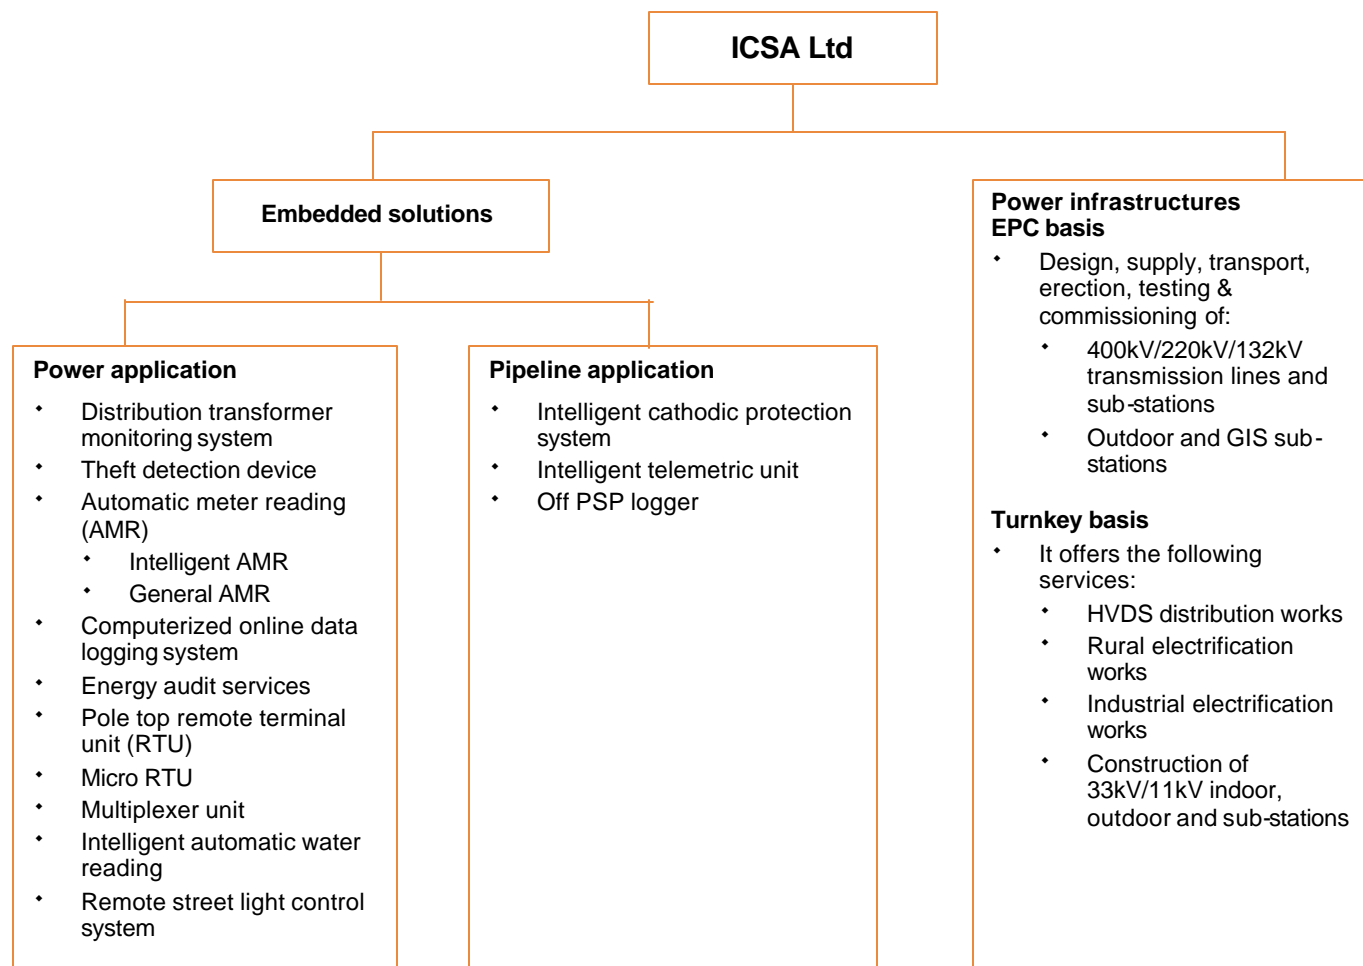 ICSA Ltd
Embedded solutions
Power application
• Distribution transformer
monitoring system
• Theft detection device
• Automatic meter reading
(AMR)
• Intelligent AMR
• General AMR
• Computerized online data
logging system
• Energy audit services
• Pole top remote terminal
unit (RTU)
• Micro RTU
• Multiplexer unit
• Intelligent automatic water
reading
• Remote street light control
system
Pipeline application
• Intelligent cathodic protection
system
• Intelligent telemetric unit
• Off PSP logger
Power infrastructures
EPC basis
• Design, supply, transport,
erection, testing &
commissioning of:
• 400kV/220kV/132kV
transmission lines and
sub-stations
• Outdoor and GIS sub-
stations
Turnkey basis
• It offers the following
services:
• HVDS distribution works
• Rural electrification
works
• Industrial electrification
works
• Construction of
33kV/11kV indoor,
outdoor and sub-stations